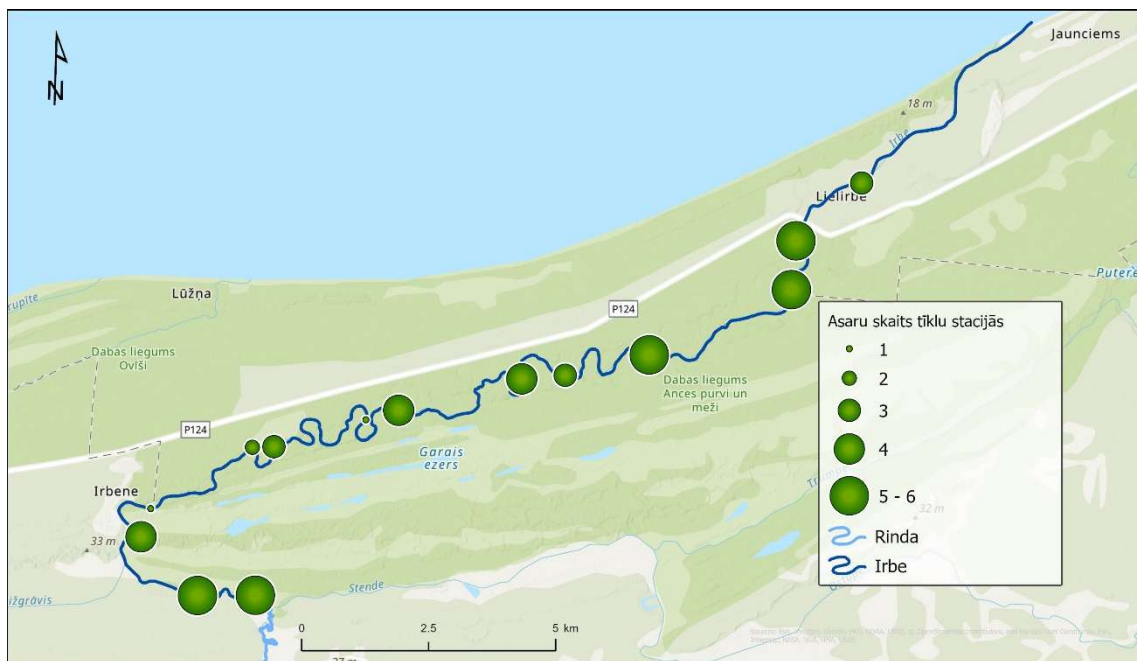 N
Jaunciems
18 m
Irbe
Lielirbe
Lūžņa
P124
Dabas liegums
Ovīši
Asaru skaits tīklu stacijās
1
2
3
4
5 - 6
Rinda
Irbe
Dabas liegums
Ances purvi un
meži
P124
Garais
ezers
Irbene
33 m
32 m
Stende
0
2.5
5 km